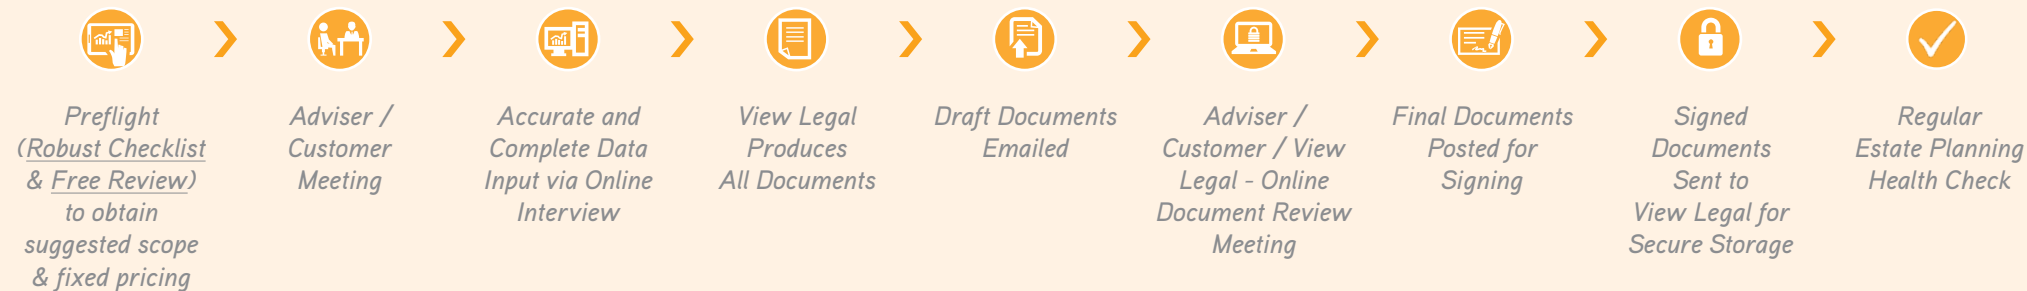 Preflight
(Robust Checklist
& Free Review)
to obtain
suggested scope
& fixed pricing
Adviser /
Customer
Meeting
Accurate and
Complete Data
Input via Online
Interview
View Legal
Produces
All Documents
Draft Documents
Emailed
Adviser /
Customer / View
Legal - Online
Document Review
Meeting
Final Documents
Posted for
Signing
Signed
Documents
Sent to
View Legal for
Secure Storage
Regular
Estate Planning
Health Check